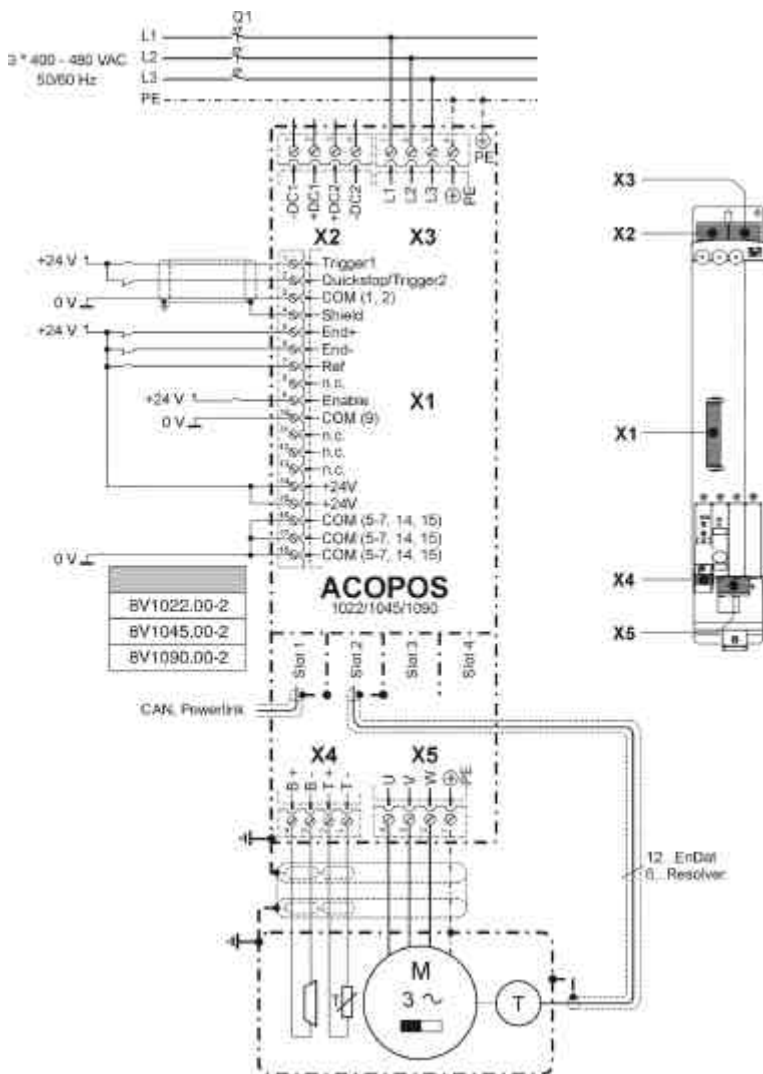 Q1
L1
3 * 400 - 480 VAC L2
50/60 Hz L3
PE
PE
-DC1 +DC1 +DC2 -DC2 L1 L2 L3 PE
X2 X3
X3
X2
+24 V Trigger1
Quickstop/Trigger2
0 V COM (1, 2)
Shield
+24 V End+
End-
Ref
n.c.
+24 V Enable X1
0 V COM (9)
n.c.
n.c.
n.c.
+24V
+24V
COM (5-7, 14, 15)
COM (5-7, 14, 15)
0 V COM (5-7, 14, 15)
X1
X4
X5
ACOPOS
1022/1045/1090
8V1022.00-2
8V1045.00-2
8V1090.00-2
Slot 1 Slot 2 Slot 3 Slot 4
CAN, Powerlink
X4 X5
B+ B- T+ T- U V W PE
12...EnDat
6...Resolver
M
3 ~
T
T